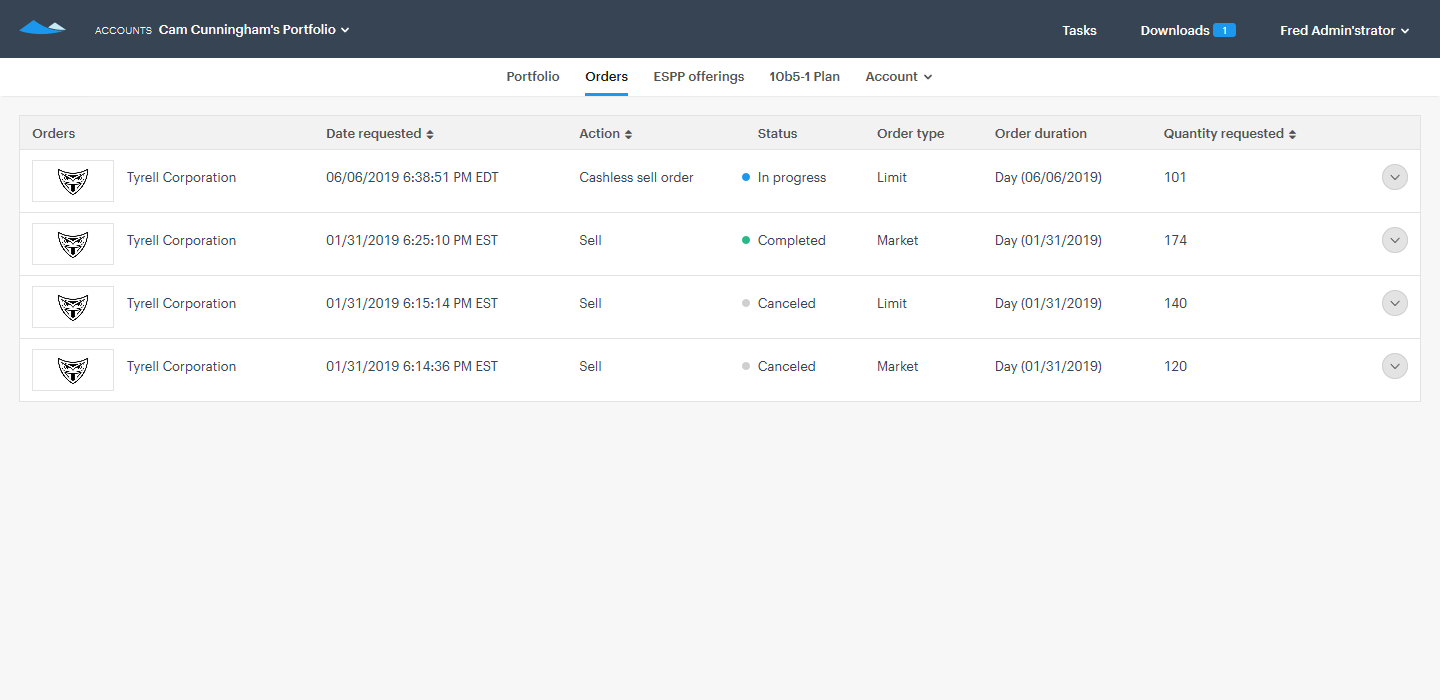 ACCOUNTS Cam Cunningham's Portfolio Tasks Downloads 1 Fred Admin'strator
Portfolio Orders ESPP offerings 10b5-1 Plan Account
Orders Date requested Action Status Order type Order duration Quantity requested
Tyrell Corporation 06/06/2019 6:38:51 PM EDT Cashless sell order In progress Limit Day (06/06/2019) 101
Tyrell Corporation 01/31/2019 6:25:10 PM EST Sell Completed Market Day (01/31/2019) 174
Tyrell Corporation 01/31/2019 6:15:14 PM EST Sell Canceled Limit Day (01/31/2019) 140
Tyrell Corporation 01/31/2019 6:14:36 PM EST Sell Canceled Market Day (01/31/2019) 120